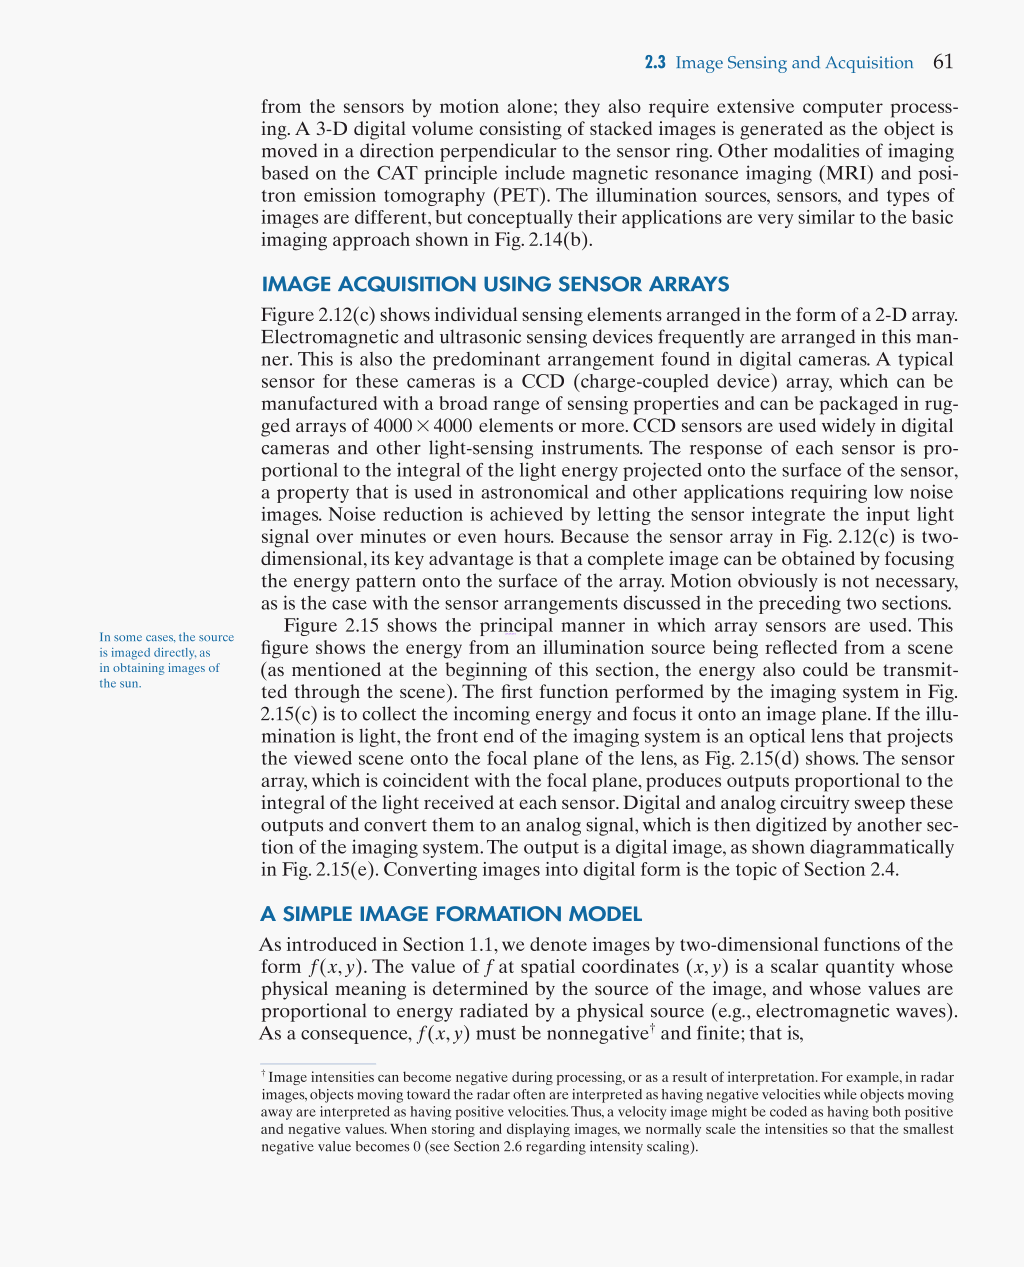 2.3 Image Sensing and Acquisition 61
from the sensors by motion alone; they also require extensive computer process-
ing. A 3-D digital volume consisting of stacked images is generated as the object is
moved in a direction perpendicular to the sensor ring. Other modalities of imaging
based on the CAT principle include magnetic resonance imaging (MRI) and posi-
tron emission tomography (PET). The illumination sources, sensors, and types of
images are different, but conceptually their applications are very similar to the basic
imaging approach shown in Fig. 2.14(b).
IMAGE ACQUISITION USING SENSOR ARRAYS
Figure 2.12(c) shows individual sensing elements arranged in the form of a 2-D array.
Electromagnetic and ultrasonic sensing devices frequently are arranged in this man-
ner. This is also the predominant arrangement found in digital cameras. A typical
sensor for these cameras is a CCD (charge-coupled device) array, which can be
manufactured with a broad range of sensing properties and can be packaged in rug-
ged arrays of 4000 × 4000 elements or more. CCD sensors are used widely in digital
cameras and other light-sensing instruments. The response of each sensor is pro-
portional to the integral of the light energy projected onto the surface of the sensor,
a property that is used in astronomical and other applications requiring low noise
images. Noise reduction is achieved by letting the sensor integrate the input light
signal over minutes or even hours. Because the sensor array in Fig. 2.12(c) is two-
dimensional, its key advantage is that a complete image can be obtained by focusing
the energy pattern onto the surface of the array. Motion obviously is not necessary,
as is the case with the sensor arrangements discussed in the preceding two sections.
Figure 2.15 shows the principal manner in which array sensors are used. This
figure shows the energy from an illumination source being reflected from a scene
(as mentioned at the beginning of this section, the energy also could be transmit-
ted through the scene). The first function performed by the imaging system in Fig.
2.15(c) is to collect the incoming energy and focus it onto an image plane. If the illu-
mination is light, the front end of the imaging system is an optical lens that projects
the viewed scene onto the focal plane of the lens, as Fig. 2.15(d) shows. The sensor
array, which is coincident with the focal plane, produces outputs proportional to the
integral of the light received at each sensor. Digital and analog circuitry sweep these
outputs and convert them to an analog signal, which is then digitized by another sec-
tion of the imaging system. The output is a digital image, as shown diagrammatically
in Fig. 2.15(e). Converting images into digital form is the topic of Section 2.4.
In some cases, the source
is imaged directly, as
in obtaining images of
the sun.
A SIMPLE IMAGE FORMATION MODEL
As introduced in Section 1.1, we denote images by two-dimensional functions of the
form f(x, y). The value of f at spatial coordinates (x, y) is a scalar quantity whose
physical meaning is determined by the source of the image, and whose values are
proportional to energy radiated by a physical source (e.g., electromagnetic waves).
As a consequence, f(x, y) must be nonnegative† and finite; that is,
† Image intensities can become negative during processing, or as a result of interpretation. For example, in radar
images, objects moving toward the radar often are interpreted as having negative velocities while objects moving
away are interpreted as having positive velocities. Thus, a velocity image might be coded as having both positive
and negative values. When storing and displaying images, we normally scale the intensities so that the smallest
negative value becomes 0 (see Section 2.6 regarding intensity scaling).